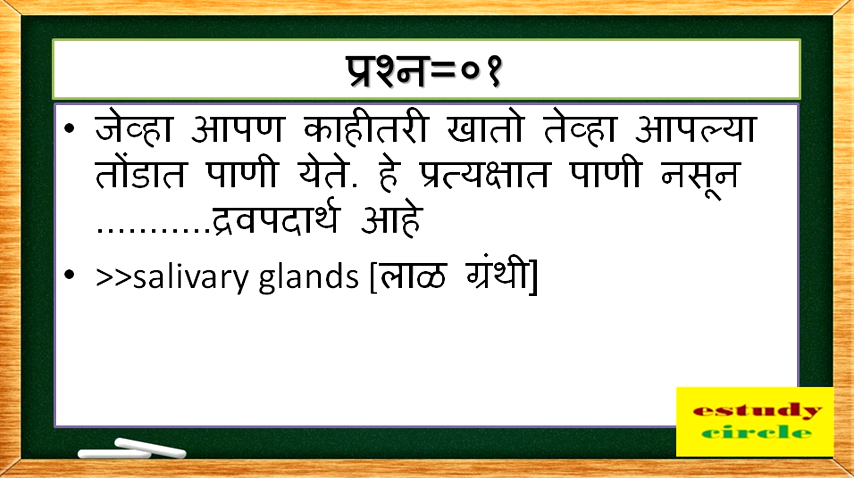 प्रश्न=०१
• जेव्हा आपण काहीतरी खातो तेव्हा आपल्या
तोंडात पाणी येते. हे प्रत्यक्षात पाणी नसून
...........द्रवपदार्थ आहे
• >>salivary glands [लाळ ग्रंथी]
estudy
circle